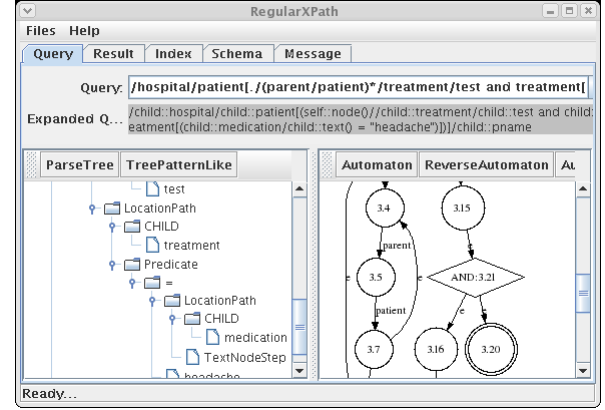 RegularXPath
Files Help
Query Result Index Schema Message
Query: /hospital/patient[./(parent/patient)*/treatment/test and treatment[
Expanded Q... /child::hospital/child::patient[(self::node()//child::treatment/child::test and child:
eatment[(child::medication/child::text() = "headache")])]/child::pname
ParseTree TreePatternLike
Automaton ReverseAutomaton Au
test
LocationPath
CHILD
treatment
Predicate
=
LocationPath
CHILD
medication
TextNodeStep
headache
3.4 3.15
parent e
e 3.5 e AND:3.21
patient e e
3.7 3.16 3.20
Ready...